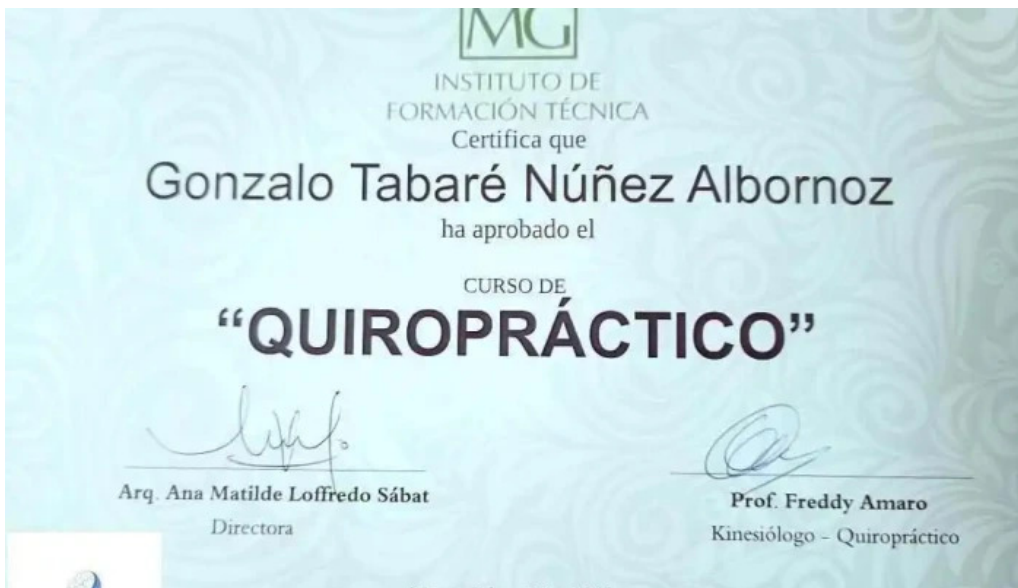 MG
INSTITUTO DE
FORMACIÓN TÉCNICA
Certifica que
Gonzalo Tabaré Núñez Albornoz
ha aprobado el
CURSO DE
“QUIROPRÁCTICO”
Arq. Ana Matilde Loffredo Sábat
Directora
Prof. Freddy Amaro
Kinesiólogo - Quiropráctico